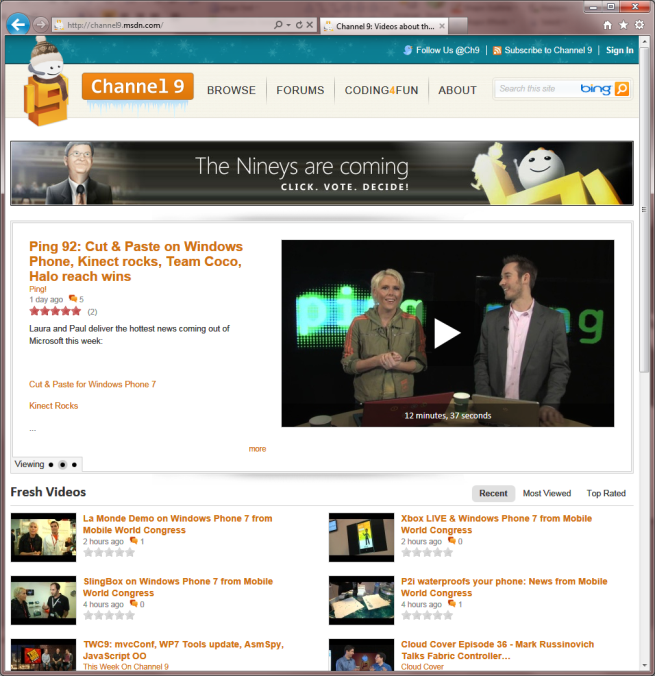 http://channel9.msdn.com/
Channel 9: Videos about th...
Follow Us @Ch9 | Subscribe to Channel 9 | Sign In
Channel 9
BROWSE
FORUMS
CODING4FUN
ABOUT
Search this site
bing
The Nineys are coming
CLICK. VOTE. DECIDE!
Ping 92: Cut & Paste on Windows
Phone, Kinect rocks, Team Coco,
Halo reach wins
Ping!
1 day ago 5
(2)
Laura and Paul deliver the hottest news coming out of
Microsoft this week:
Cut & Paste for Windows Phone 7
Kinect Rocks
...
more
ping
ng
12 minutes, 37 seconds
Viewing
Fresh Videos
Recent
Most Viewed
Top Rated
La Monde Demo on Windows Phone 7 from
Mobile World Congress
2 hours ago 1
Xbox LIVE & Windows Phone 7 from Mobile
World Congress
2 hours ago 0
SlingBox on Windows Phone 7 from Mobile
World Congress
4 hours ago 0
P2i waterproofs your phone: News from Mobile
World Congress
4 hours ago 1
TWC9: mvcConf, WP7 Tools update, AsmSpy,
JavaScript OO
This Week On Channel 9
Cloud Cover Episode 36 - Mark Russinovich
Talks Fabric Controller...
Cloud Cover